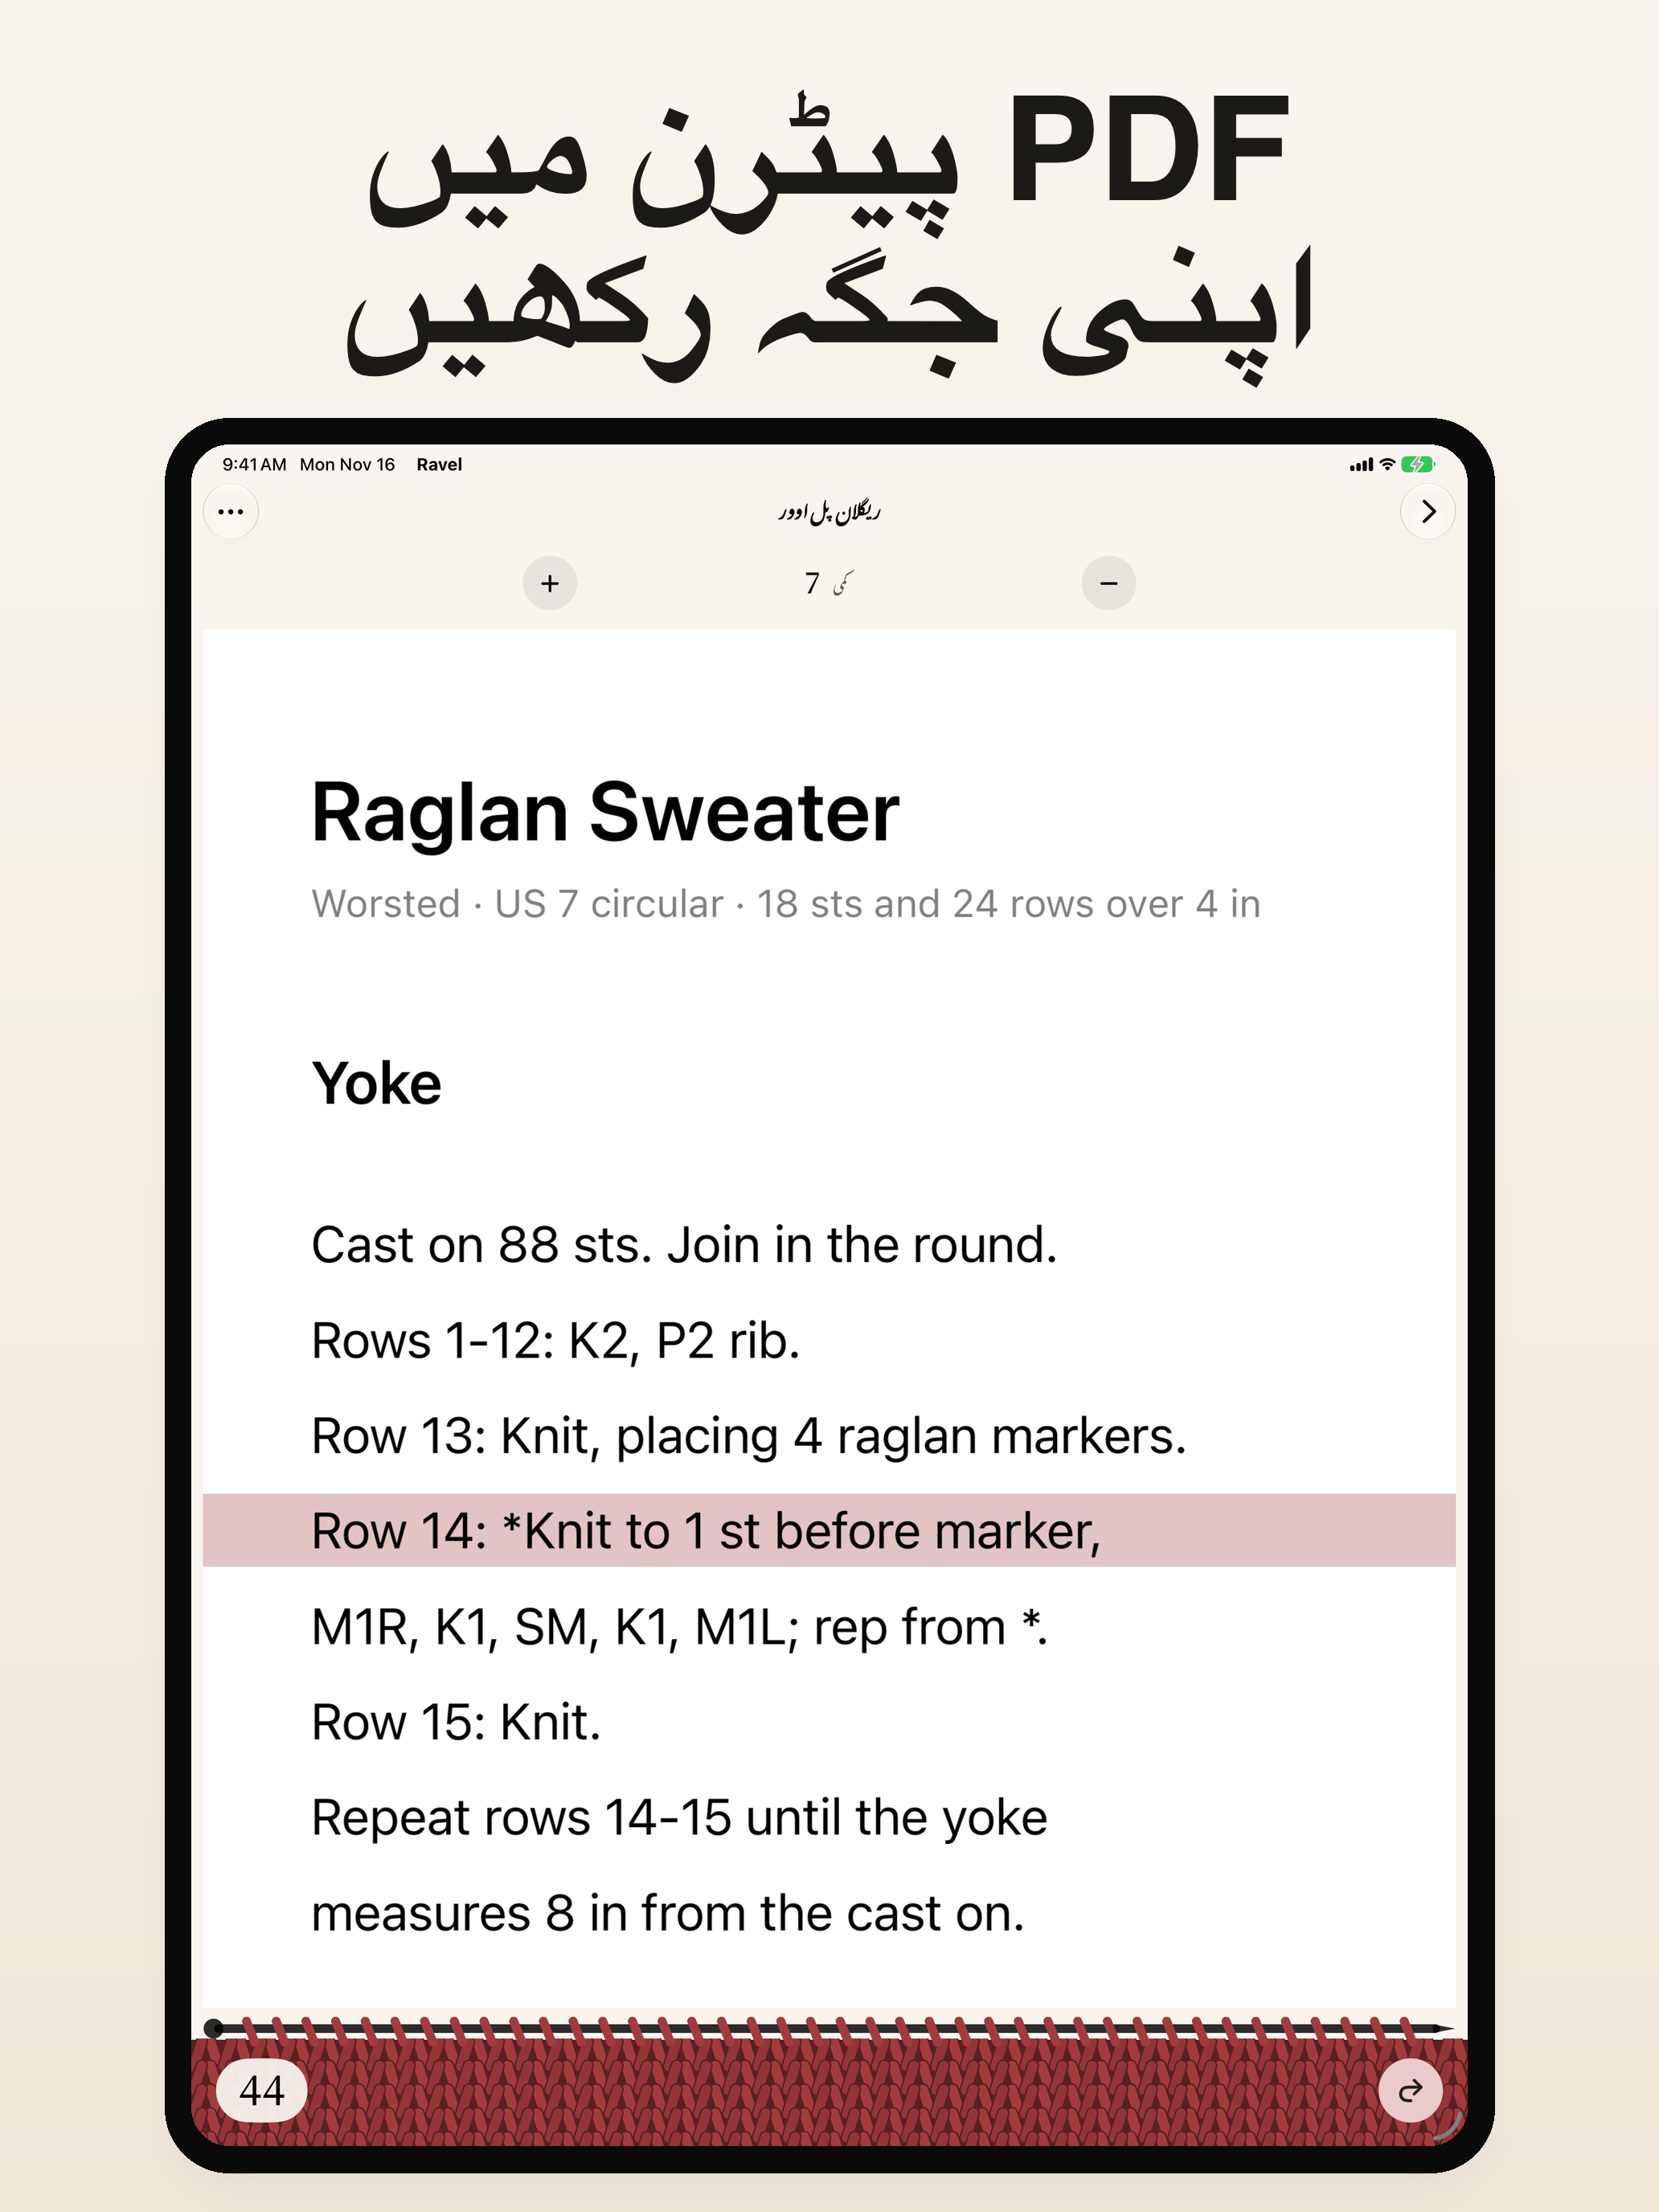 PDF پیٹرن میں
اپنی جگہ رکھیں
9:41 AM Mon Nov 16 Ravel
ریگلان پل اوور
کمی 7
Raglan Sweater
Worsted · US 7 circular · 18 sts and 24 rows over 4 in
Yoke
Cast on 88 sts. Join in the round.
Rows 1-12: K2, P2 rib.
Row 13: Knit, placing 4 raglan markers.
Row 14: *Knit to 1 st before marker,
M1R, K1, SM, K1, M1L; rep from *.
Row 15: Knit.
Repeat rows 14-15 until the yoke
measures 8 in from the cast on.
44